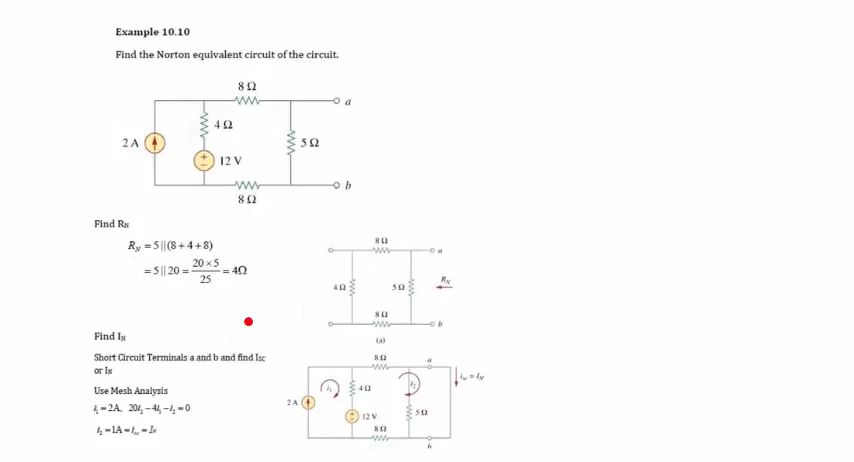 Example 10.10
Find the Norton equivalent circuit of the circuit.
8 Ω
a
4 Ω
2 A
5 Ω
+
−
12 V
b
8 Ω
Find RN
RN = 5 || (8 + 4 + 8)
= 5 || 20 = 20 × 5 / 25 = 4Ω
8 Ω
a
4 Ω
5 Ω
RN
8 Ω
b
(a)
Find IN
Short Circuit Terminals a and b and find ISC
or IN
Use Mesh Analysis
i1 = 2A, 20i2 − 4i1 − i2 = 0
i2 = 1A = isc = IN
8 Ω
a
isc = IN
i1
4 Ω
i2
2 A
+
−
12 V
5 Ω
8 Ω
b